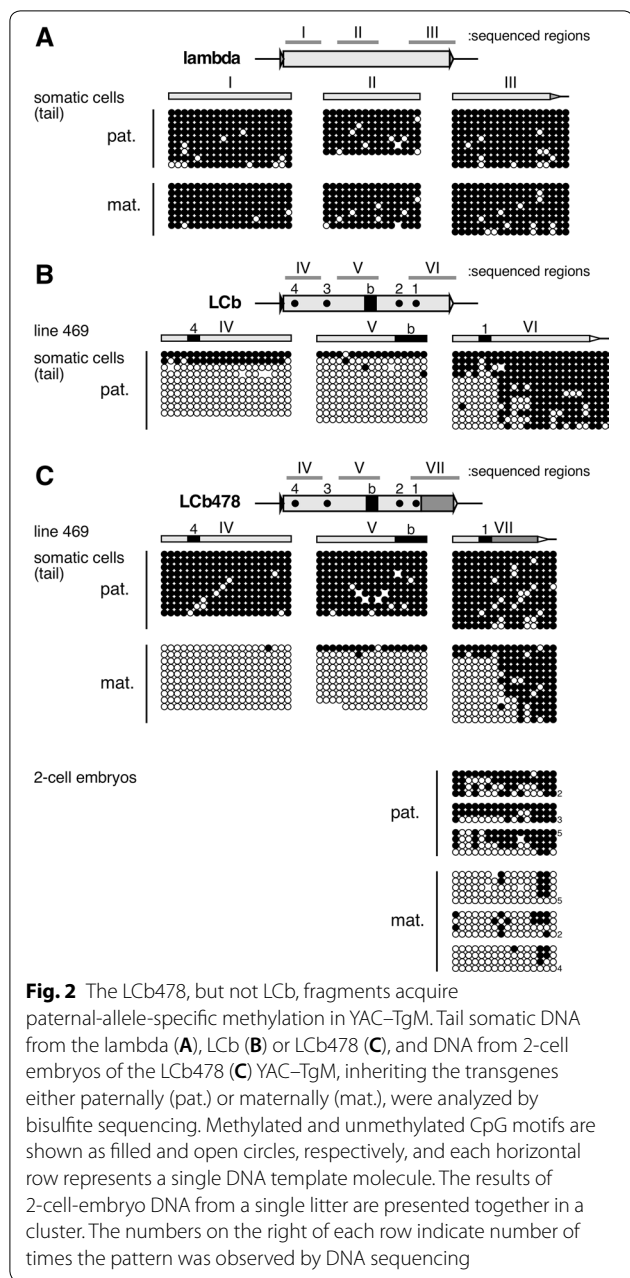 A
I II III :sequenced regions
lambda
somatic cells
(tail)
I II III
pat.
mat.
B
IV V VI :sequenced regions
4 3 b 2 1
LCb
line 469
4 IV V b 1 VI
somatic cells
(tail)
pat.
C
IV V VII :sequenced regions
4 3 b 2 1
LCb478
line 469
4 IV V b 1 VII
somatic cells
(tail)
pat.
mat.
2-cell embryos
pat.
2
3
5
mat.
5
2
4
Fig. 2 The LCb478, but not LCb, fragments acquire
paternal-allele-specific methylation in YAC–TgM. Tail somatic DNA
from the lambda (A), LCb (B) or LCb478 (C), and DNA from 2-cell
embryos of the LCb478 (C) YAC–TgM, inheriting the transgenes
either paternally (pat.) or maternally (mat.), were analyzed by
bisulfite sequencing. Methylated and unmethylated CpG motifs are
shown as filled and open circles, respectively, and each horizontal
row represents a single DNA template molecule. The results of
2-cell-embryo DNA from a single litter are presented together in a
cluster. The numbers on the right of each row indicate number of
times the pattern was observed by DNA sequencing